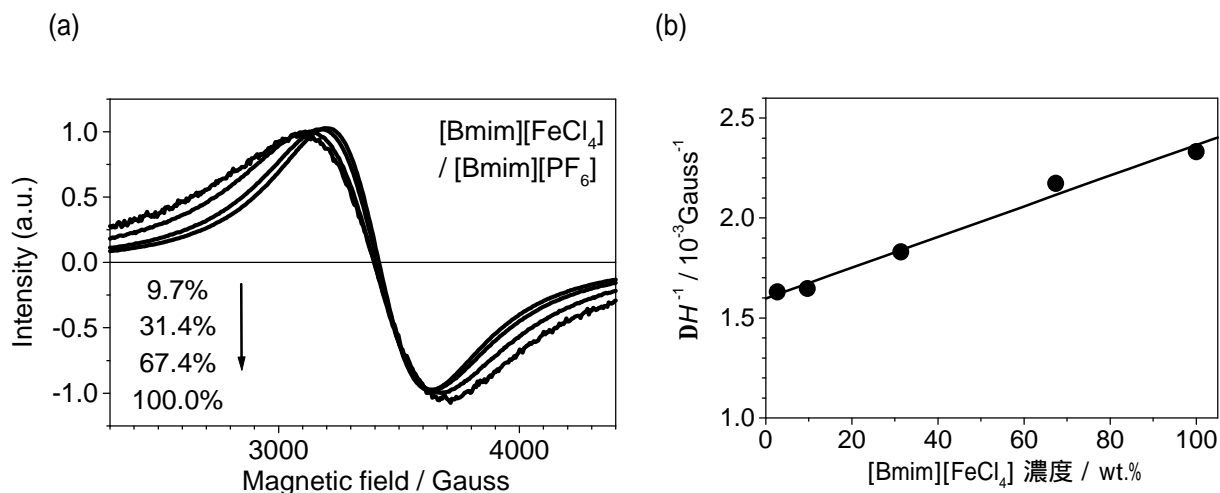 (a)
(b)
[Bmim][FeCl₄]
/ [Bmim][PF₆]
1.0
0.5
0.0
-0.5
-1.0
Intensity (a.u.)
9.7%
31.4%
67.4%
100.0%
3000
4000
Magnetic field / Gauss
2.5
2.0
1.5
1.0
DH⁻¹ / 10⁻³Gauss⁻¹
0
20
40
60
80
100
[Bmim][FeCl₄] 濃度 / wt.%